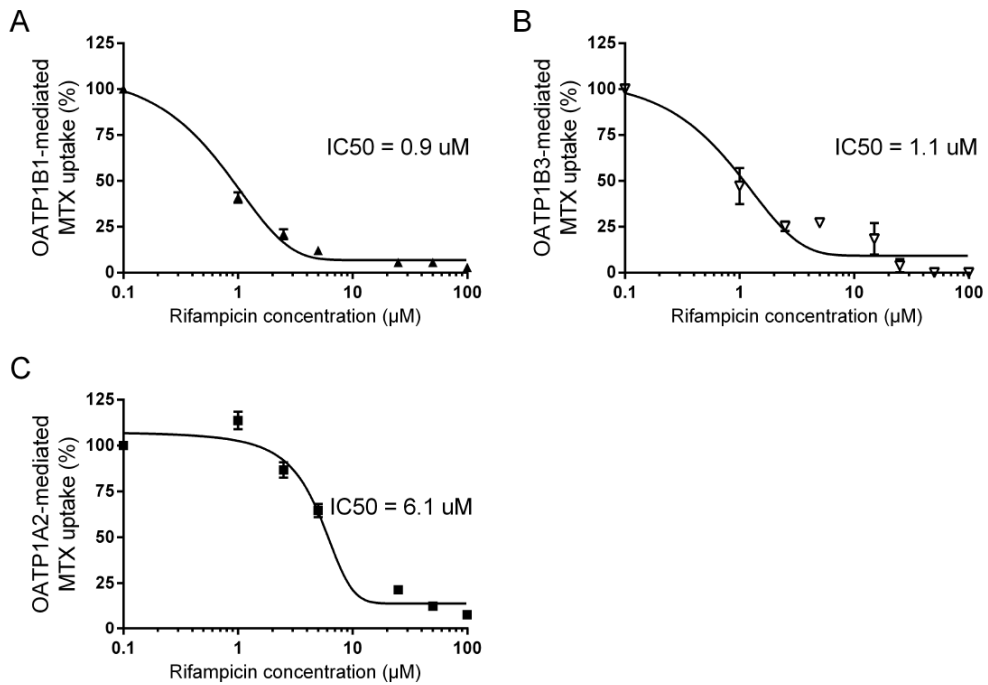 A
OATP1B1-mediated
MTX uptake (%)
125
100
75
50
25
0
IC50 = 0.9 uM
0.1 1 10 100
Rifampicin concentration (μM)
B
OATP1B3-mediated
MTX uptake (%)
125
100
75
50
25
0
IC50 = 1.1 uM
0.1 1 10 100
Rifampicin concentration (μM)
C
OATP1A2-mediated
MTX uptake (%)
125
100
75
50
25
0
IC50 = 6.1 uM
0.1 1 10 100
Rifampicin concentration (μM)